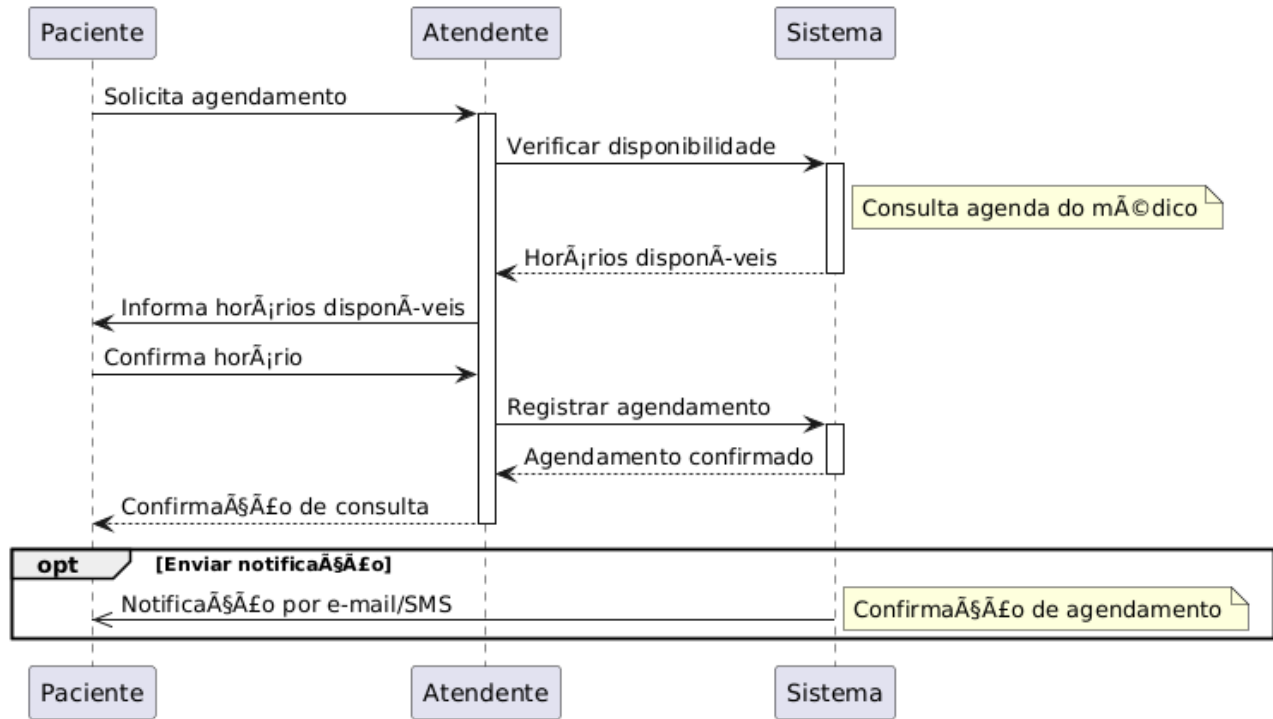 Paciente
Atendente
Sistema
Solicita agendamento
Verificar disponibilidade
Consulta agenda do mÃ©dico
HorÃ¡rios disponÃ-veis
Informa horÃ¡rios disponÃ-veis
Confirma horÃ¡rio
Registrar agendamento
Agendamento confirmado
ConfirmaÃ§Ã£o de consulta
opt
[Enviar notificaÃ§Ã£o]
NotificaÃ§Ã£o por e-mail/SMS
ConfirmaÃ§Ã£o de agendamento
Paciente
Atendente
Sistema